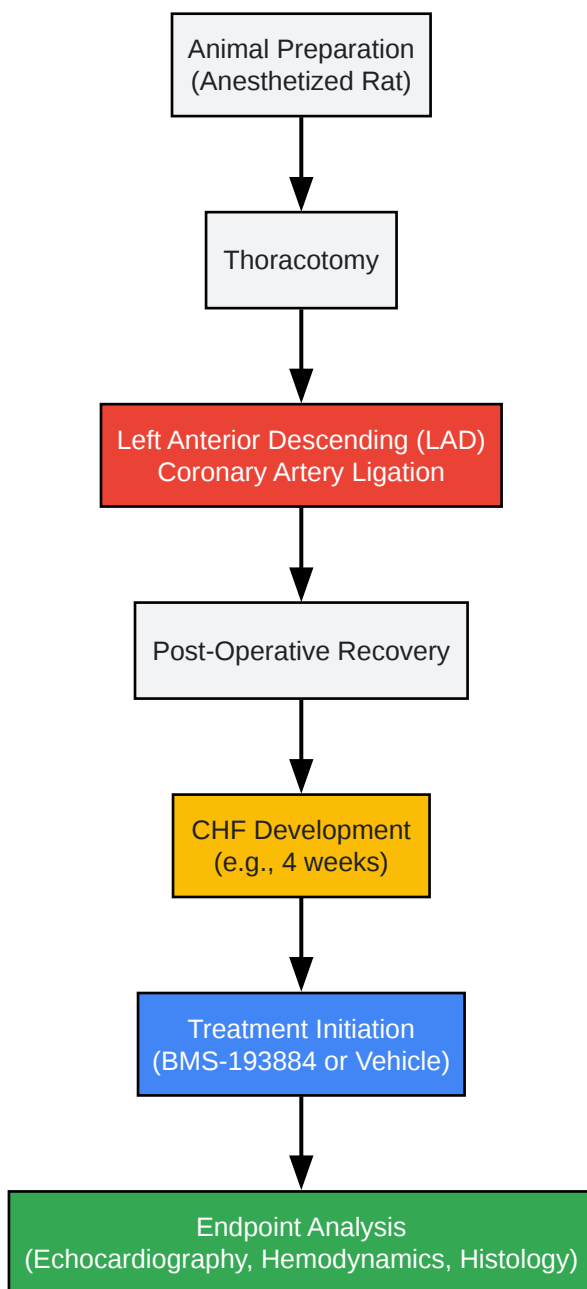 Animal Preparation
(Anesthetized Rat)
Thoracotomy
Left Anterior Descending (LAD)
Coronary Artery Ligation
Post-Operative Recovery
CHF Development
(e.g., 4 weeks)
Treatment Initiation
(BMS-193884 or Vehicle)
Endpoint Analysis
(Echocardiography, Hemodynamics, Histology)